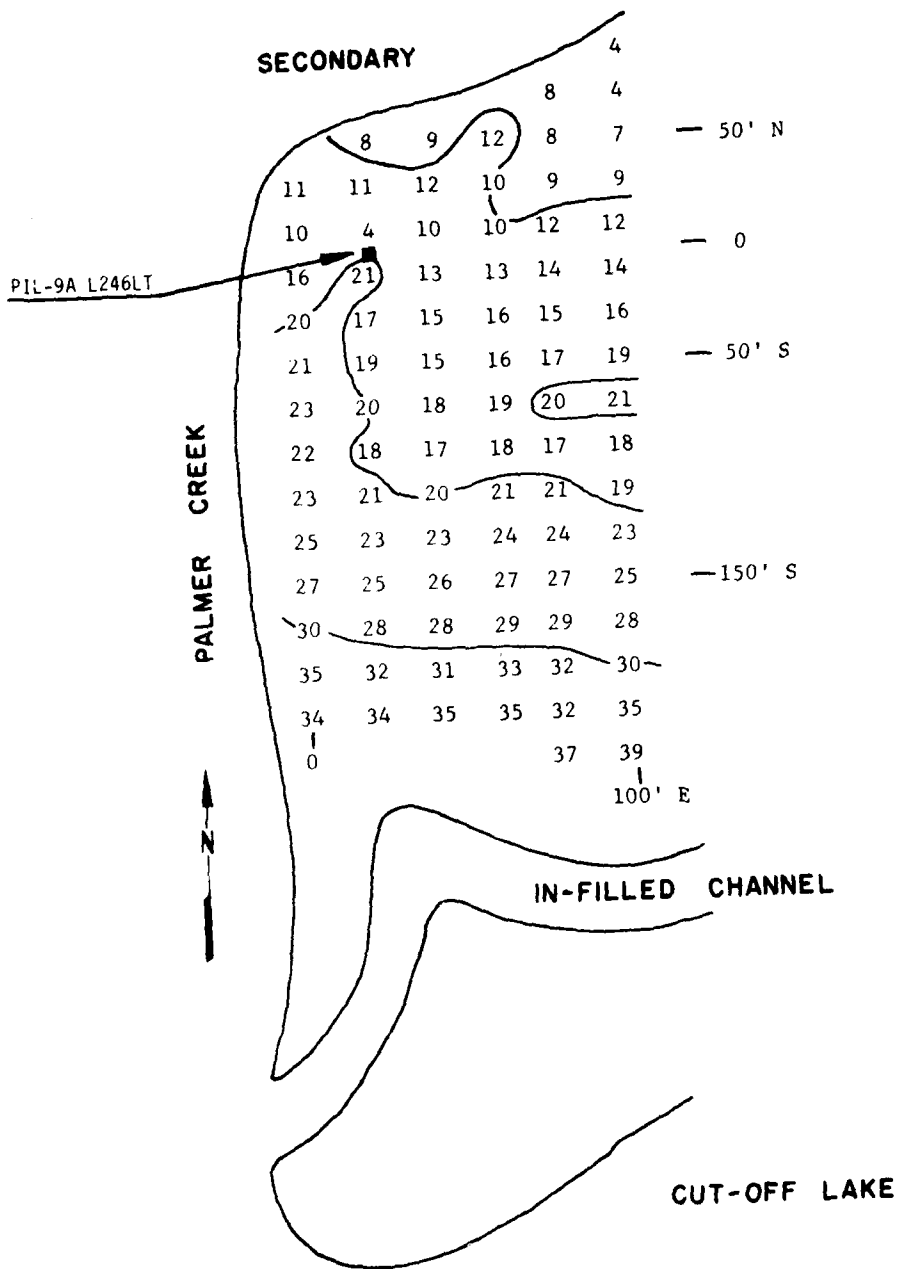 SECONDARY
4
8 4
8 9 12 8 7 — 50' N
11 11 12 10 9 9
10 4 10 10 12 12 — 0
PIL-9A L246LT
16 21 13 13 14 14
20 17 15 16 15 16
21 19 15 16 17 19 — 50' S
23 20 18 19 20 21
22 18 17 18 17 18
23 21 20 21 21 19
25 23 23 24 24 23
27 25 26 27 27 25 — 150' S
30 28 28 29 29 28
35 32 31 33 32 30
34 34 35 35 32 35
0 37 39
100' E
PALMER CREEK
N
IN-FILLED CHANNEL
CUT-OFF LAKE